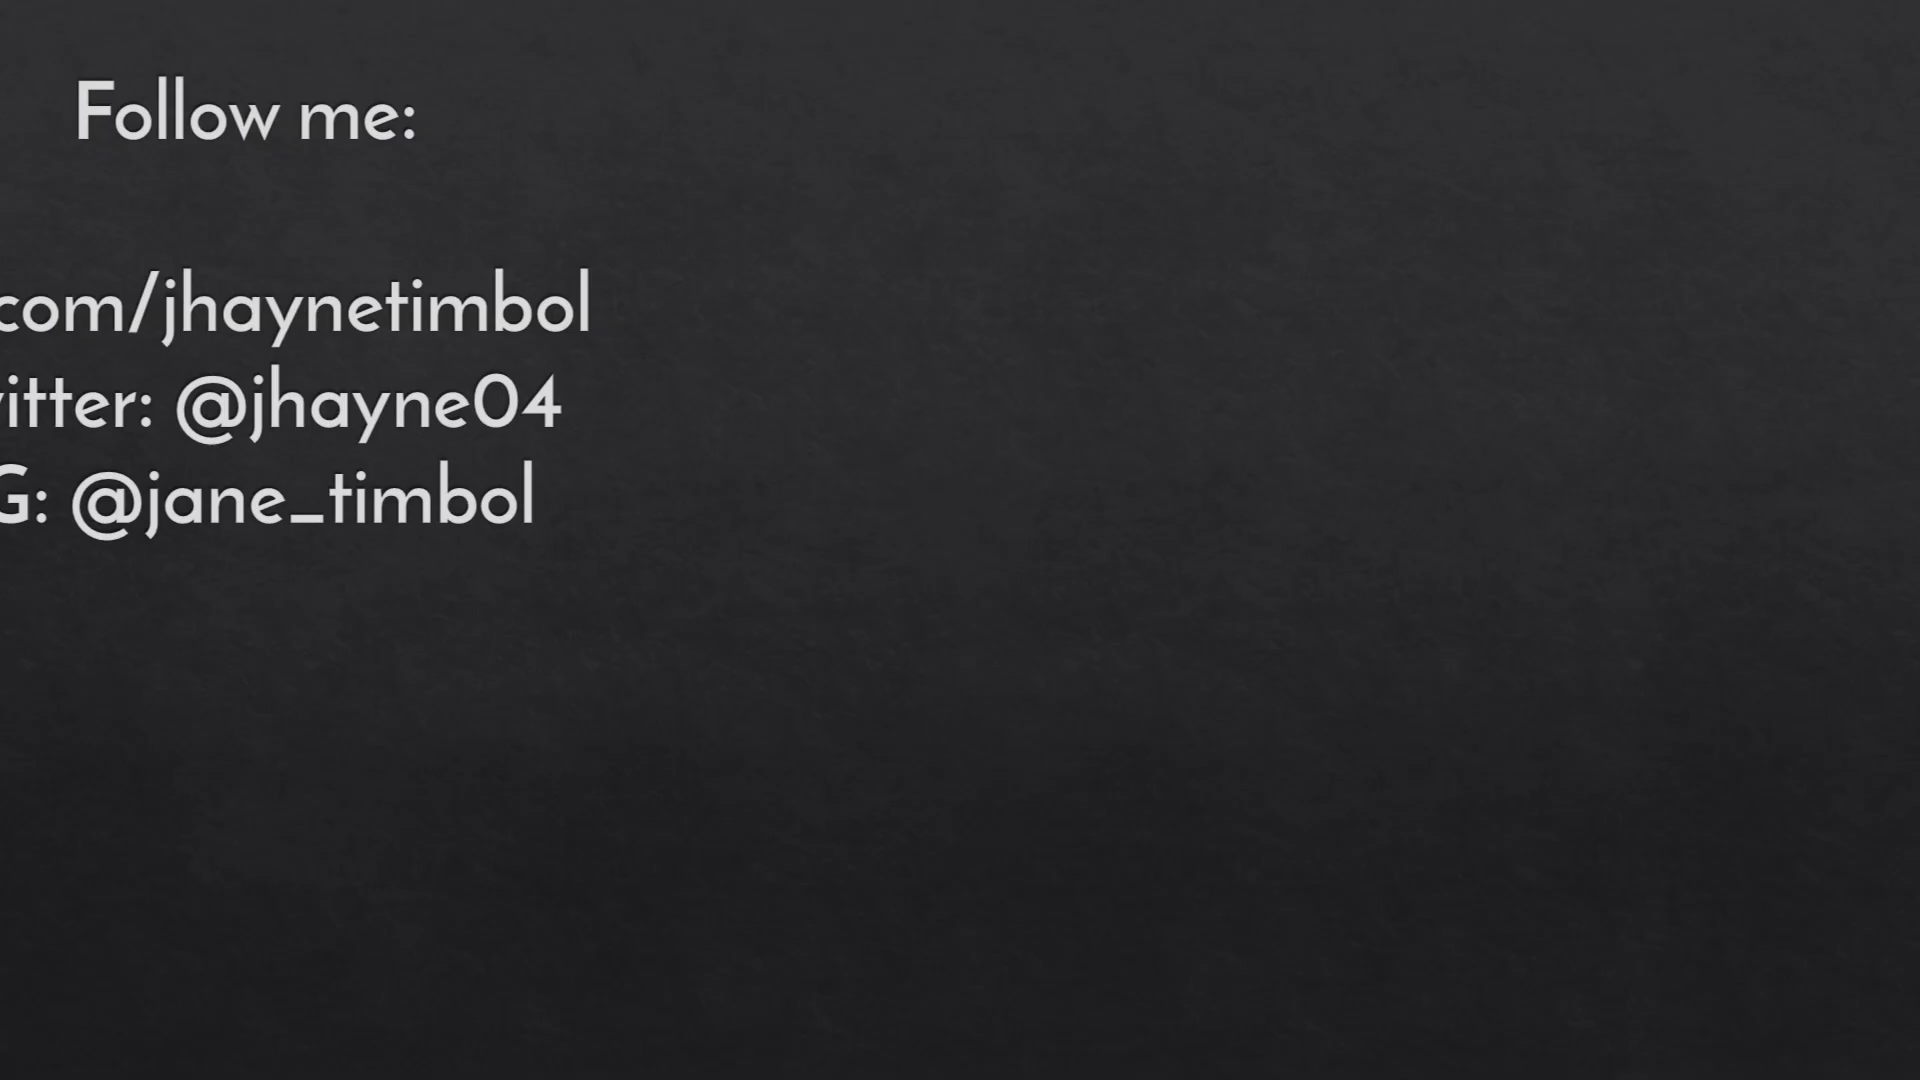 Follow me:
com/jhaynetimbol
itter: @jhayne04
G: @jane_timbol